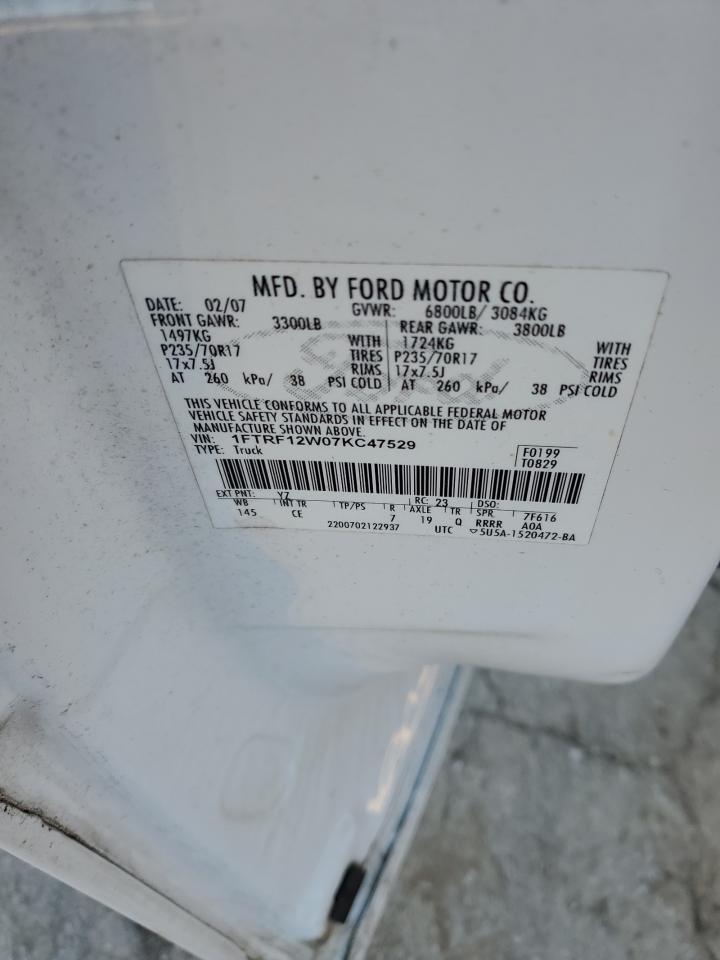 MFD. BY FORD MOTOR CO.
DATE: 02/07 GVWR: 6800LB/ 3084KG
FRONT GAWR: 3300LB REAR GAWR: 3800LB
1497KG WITH 1724KG WITH
P235/70R17 TIRES P235/70R17 TIRES
17x7.5J RIMS 17x7.5J RIMS
AT 260 kPa/ 38 PSI COLD AT 260 kPa/ 38 PSI COLD
Ford
THIS VEHICLE CONFORMS TO ALL APPLICABLE FEDERAL MOTOR
VEHICLE SAFETY STANDARDS IN EFFECT ON THE DATE OF
MANUFACTURE SHOWN ABOVE.
VIN: 1FTRF12W07KC47529 F0199
TYPE: Truck T0829
EXT PNT: YZ RC: 23 DSO:
WB INT TR TP/PS R AXLE TR SPR 7F616
145 CE 7 19 Q RRRR A0A
2200702122937 UTC ▽5U5A-1520472-BA